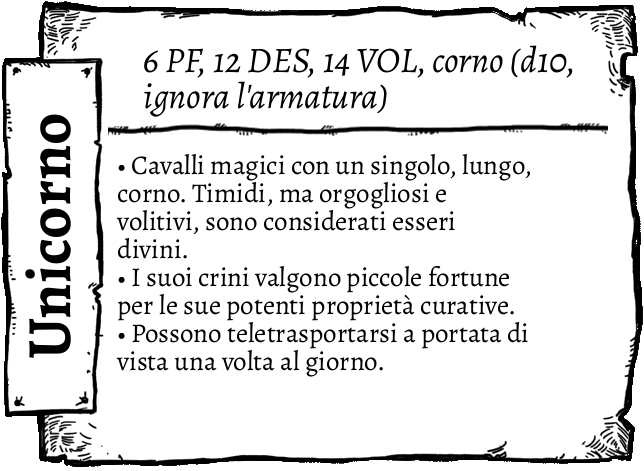 Unicorno
6 PF, 12 DES, 14 VOL, corno (d10,
ignora l'armatura)
• Cavalli magici con un singolo, lungo,
corno. Timidi, ma orgogliosi e
volitivi, sono considerati esseri
divini.
• I suoi crini valgono piccole fortune
per le sue potenti proprietà curative.
• Possono teletrasportarsi a portata di
vista una volta al giorno.